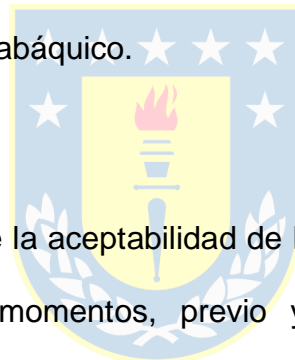 abáquico.
la aceptabilidad de
momentos, previo y